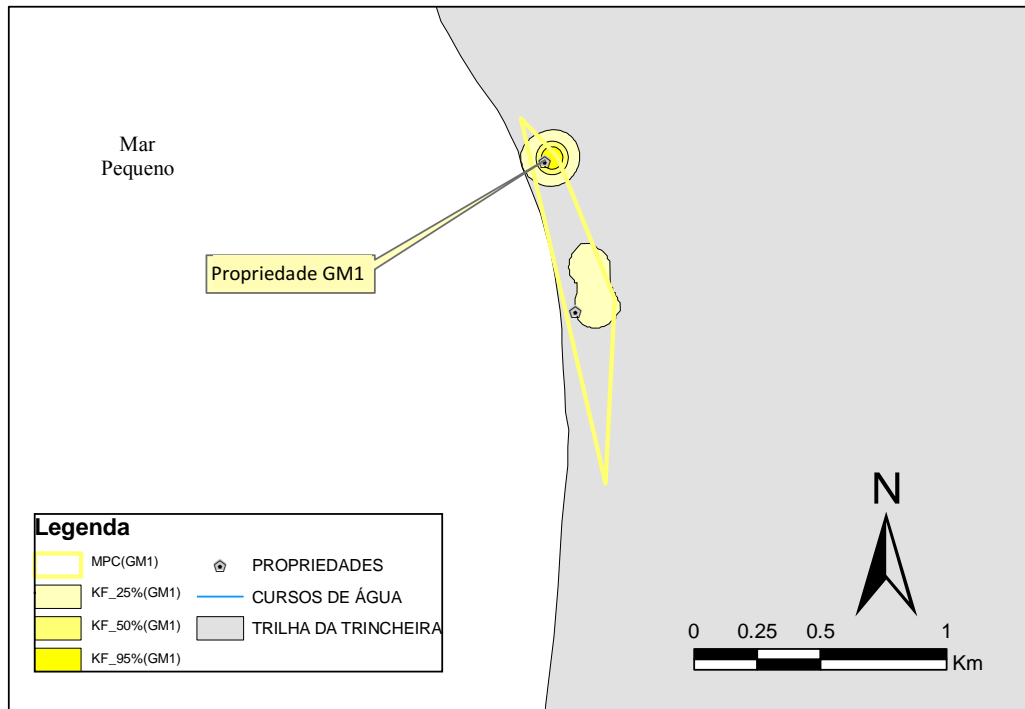 Mar
Pequeno
Propriedade GM1
N
Legenda
MPC(GM1)
KF_25%(GM1)
KF_50%(GM1)
KF_95%(GM1)
PROPRIEDADES
CURSOS DE ÁGUA
TRILHA DA TRINCHEIRA
0 0.25 0.5 1
Km